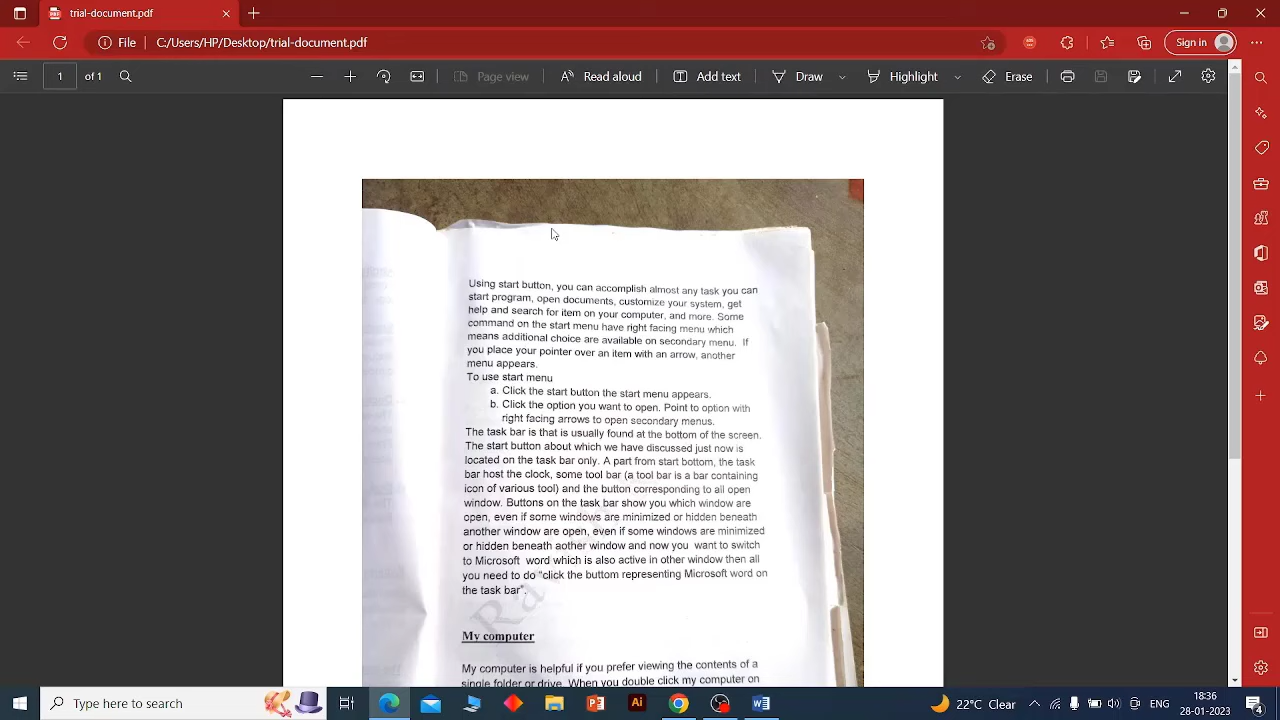 trial-document.pdf
File C:/Users/HP/Desktop/trial-document.pdf
Sign in
1 of 1
Page view
Read aloud
Add text
Draw
Highlight
Erase
Using start button, you can accomplish almost any task you can
start program, open documents, customize your system, get
help and search for item on your computer, and more. Some
command on the start menu have right facing menu which
means additional choice are available on secondary menu. If
you place your pointer over an item with an arrow, another
menu appears.
To use start menu
a. Click the start button the start menu appears.
b. Click the option you want to open. Point to option with
right facing arrows to open secondary menus.
The task bar is that is usually found at the bottom of the screen.
The start button about which we have discussed just now is
located on the task bar only. A part from start bottom, the task
bar host the clock, some tool bar (a tool bar is a bar containing
icon of various tool) and the button corresponding to all open
window. Buttons on the task bar show you which window are
open, even if some windows are minimized or hidden beneath
another window are open, even if some windows are minimized
or hidden beneath aother window and now you want to switch
to Microsoft word which is also active in other window then all
you need to do "click the buttom representing Microsoft word on
the task bar".
My computer
My computer is helpful if you prefer viewing the contents of a
single folder or drive. When you double click my computer on
Type here to search
22°C Clear
18:36
28-01-2023